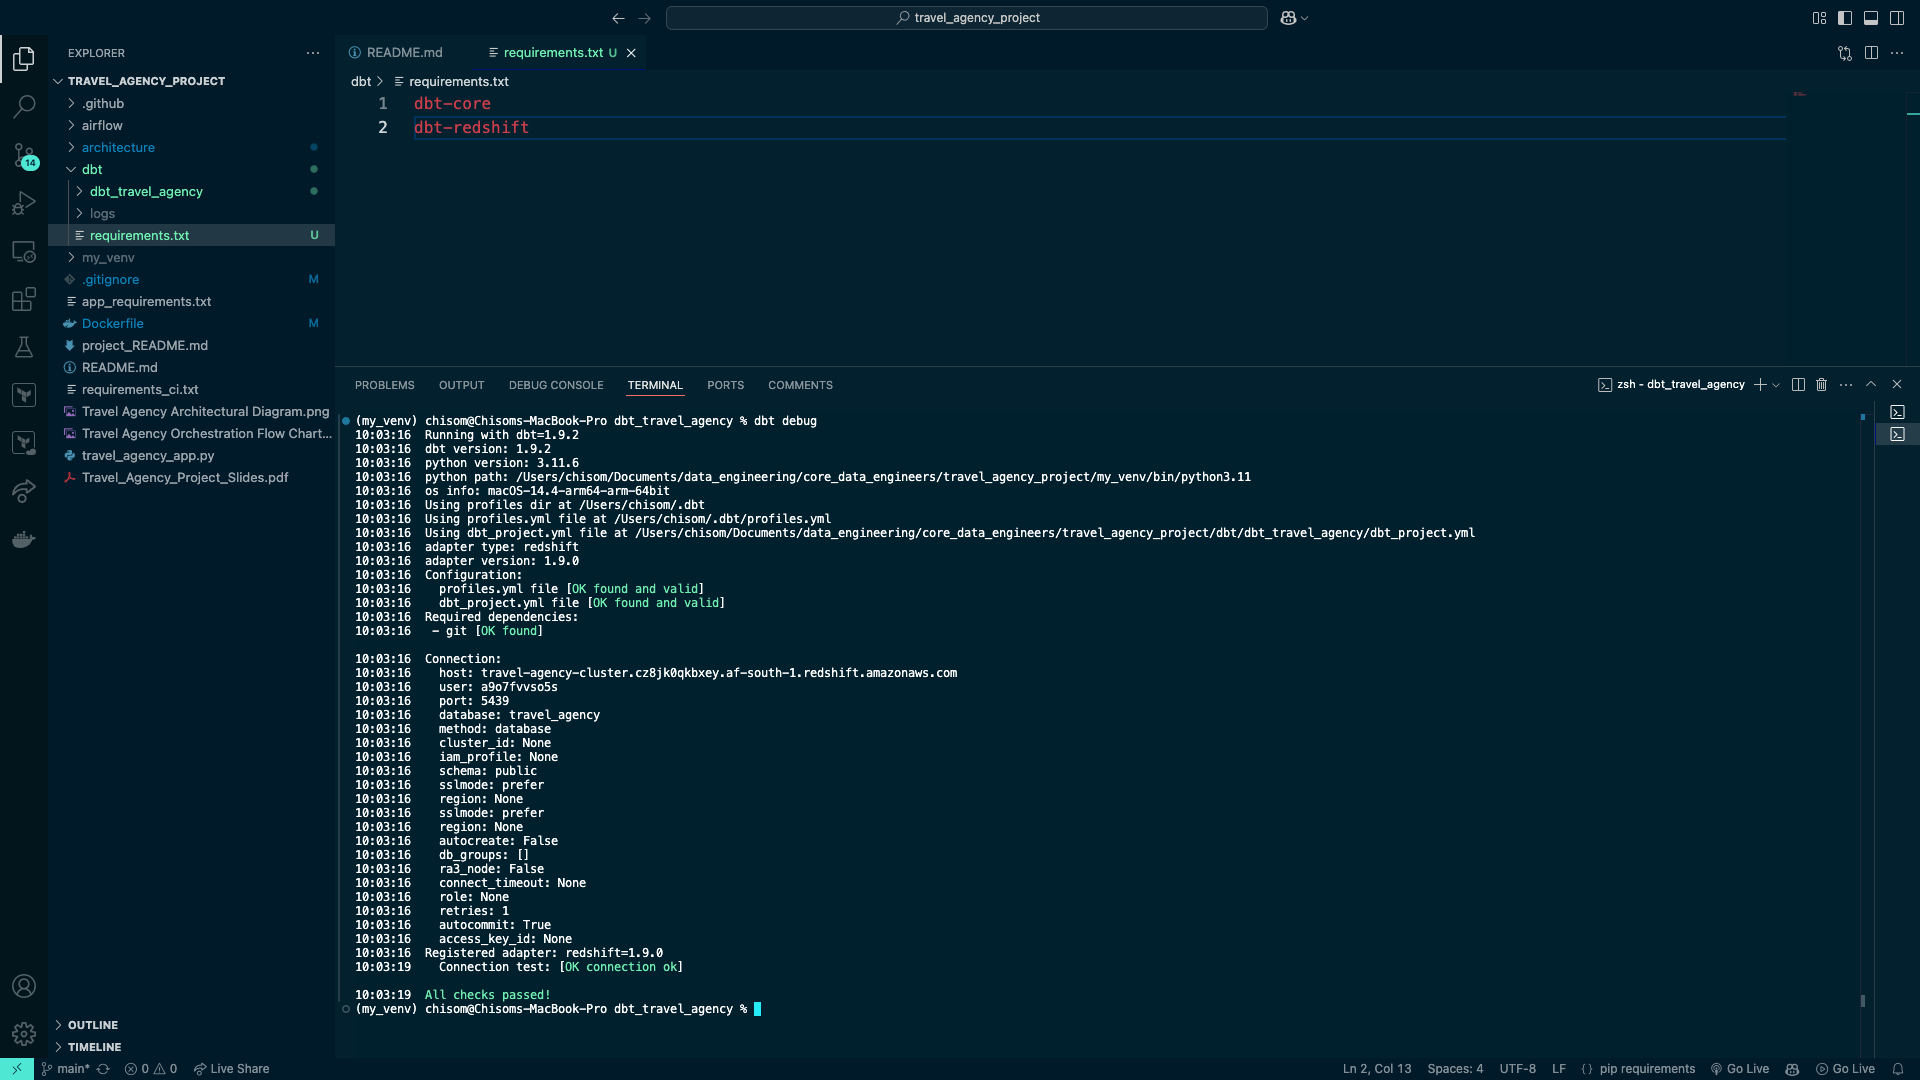 travel_agency_project
EXPLORER
TRAVEL_AGENCY_PROJECT
.github
airflow
architecture
dbt
dbt_travel_agency
logs
requirements.txt U
my_venv
.gitignore M
app_requirements.txt
Dockerfile M
project_README.md
README.md
requirements_ci.txt
Travel Agency Architectural Diagram.png
Travel Agency Orchestration Flow Chart...
travel_agency_app.py
Travel_Agency_Project_Slides.pdf
OUTLINE
TIMELINE
14
README.md
requirements.txt U
dbt > requirements.txt
1 dbt-core
2 dbt-redshift
PROBLEMS OUTPUT DEBUG CONSOLE TERMINAL PORTS COMMENTS
zsh - dbt_travel_agency
(my_venv) chisom@Chisoms-MacBook-Pro dbt_travel_agency % dbt debug
10:03:16 Running with dbt=1.9.2
10:03:16 dbt version: 1.9.2
10:03:16 python version: 3.11.6
10:03:16 python path: /Users/chisom/Documents/data_engineering/core_data_engineers/travel_agency_project/my_venv/bin/python3.11
10:03:16 os info: macOS-14.4-arm64-arm-64bit
10:03:16 Using profiles dir at /Users/chisom/.dbt
10:03:16 Using profiles.yml file at /Users/chisom/.dbt/profiles.yml
10:03:16 Using dbt_project.yml file at /Users/chisom/Documents/data_engineering/core_data_engineers/travel_agency_project/dbt/dbt_travel_agency/dbt_project.yml
10:03:16 adapter type: redshift
10:03:16 adapter version: 1.9.0
10:03:16 Configuration:
10:03:16 profiles.yml file [OK found and valid]
10:03:16 dbt_project.yml file [OK found and valid]
10:03:16 Required dependencies:
10:03:16 - git [OK found]
10:03:16 Connection:
10:03:16 host: travel-agency-cluster.cz8jk0qkbxey.af-south-1.redshift.amazonaws.com
10:03:16 user: a9o7fvvso5s
10:03:16 port: 5439
10:03:16 database: travel_agency
10:03:16 method: database
10:03:16 cluster_id: None
10:03:16 iam_profile: None
10:03:16 schema: public
10:03:16 sslmode: prefer
10:03:16 region: None
10:03:16 sslmode: prefer
10:03:16 region: None
10:03:16 autocreate: False
10:03:16 db_groups: []
10:03:16 ra3_node: False
10:03:16 connect_timeout: None
10:03:16 role: None
10:03:16 retries: 1
10:03:16 autocommit: True
10:03:16 access_key_id: None
10:03:16 Registered adapter: redshift=1.9.0
10:03:19 Connection test: [OK connection ok]
10:03:19 All checks passed!
(my_venv) chisom@Chisoms-MacBook-Pro dbt_travel_agency %
main* 0 0 Live Share
Ln 2, Col 13 Spaces: 4 UTF-8 LF {} pip requirements Go Live Go Live